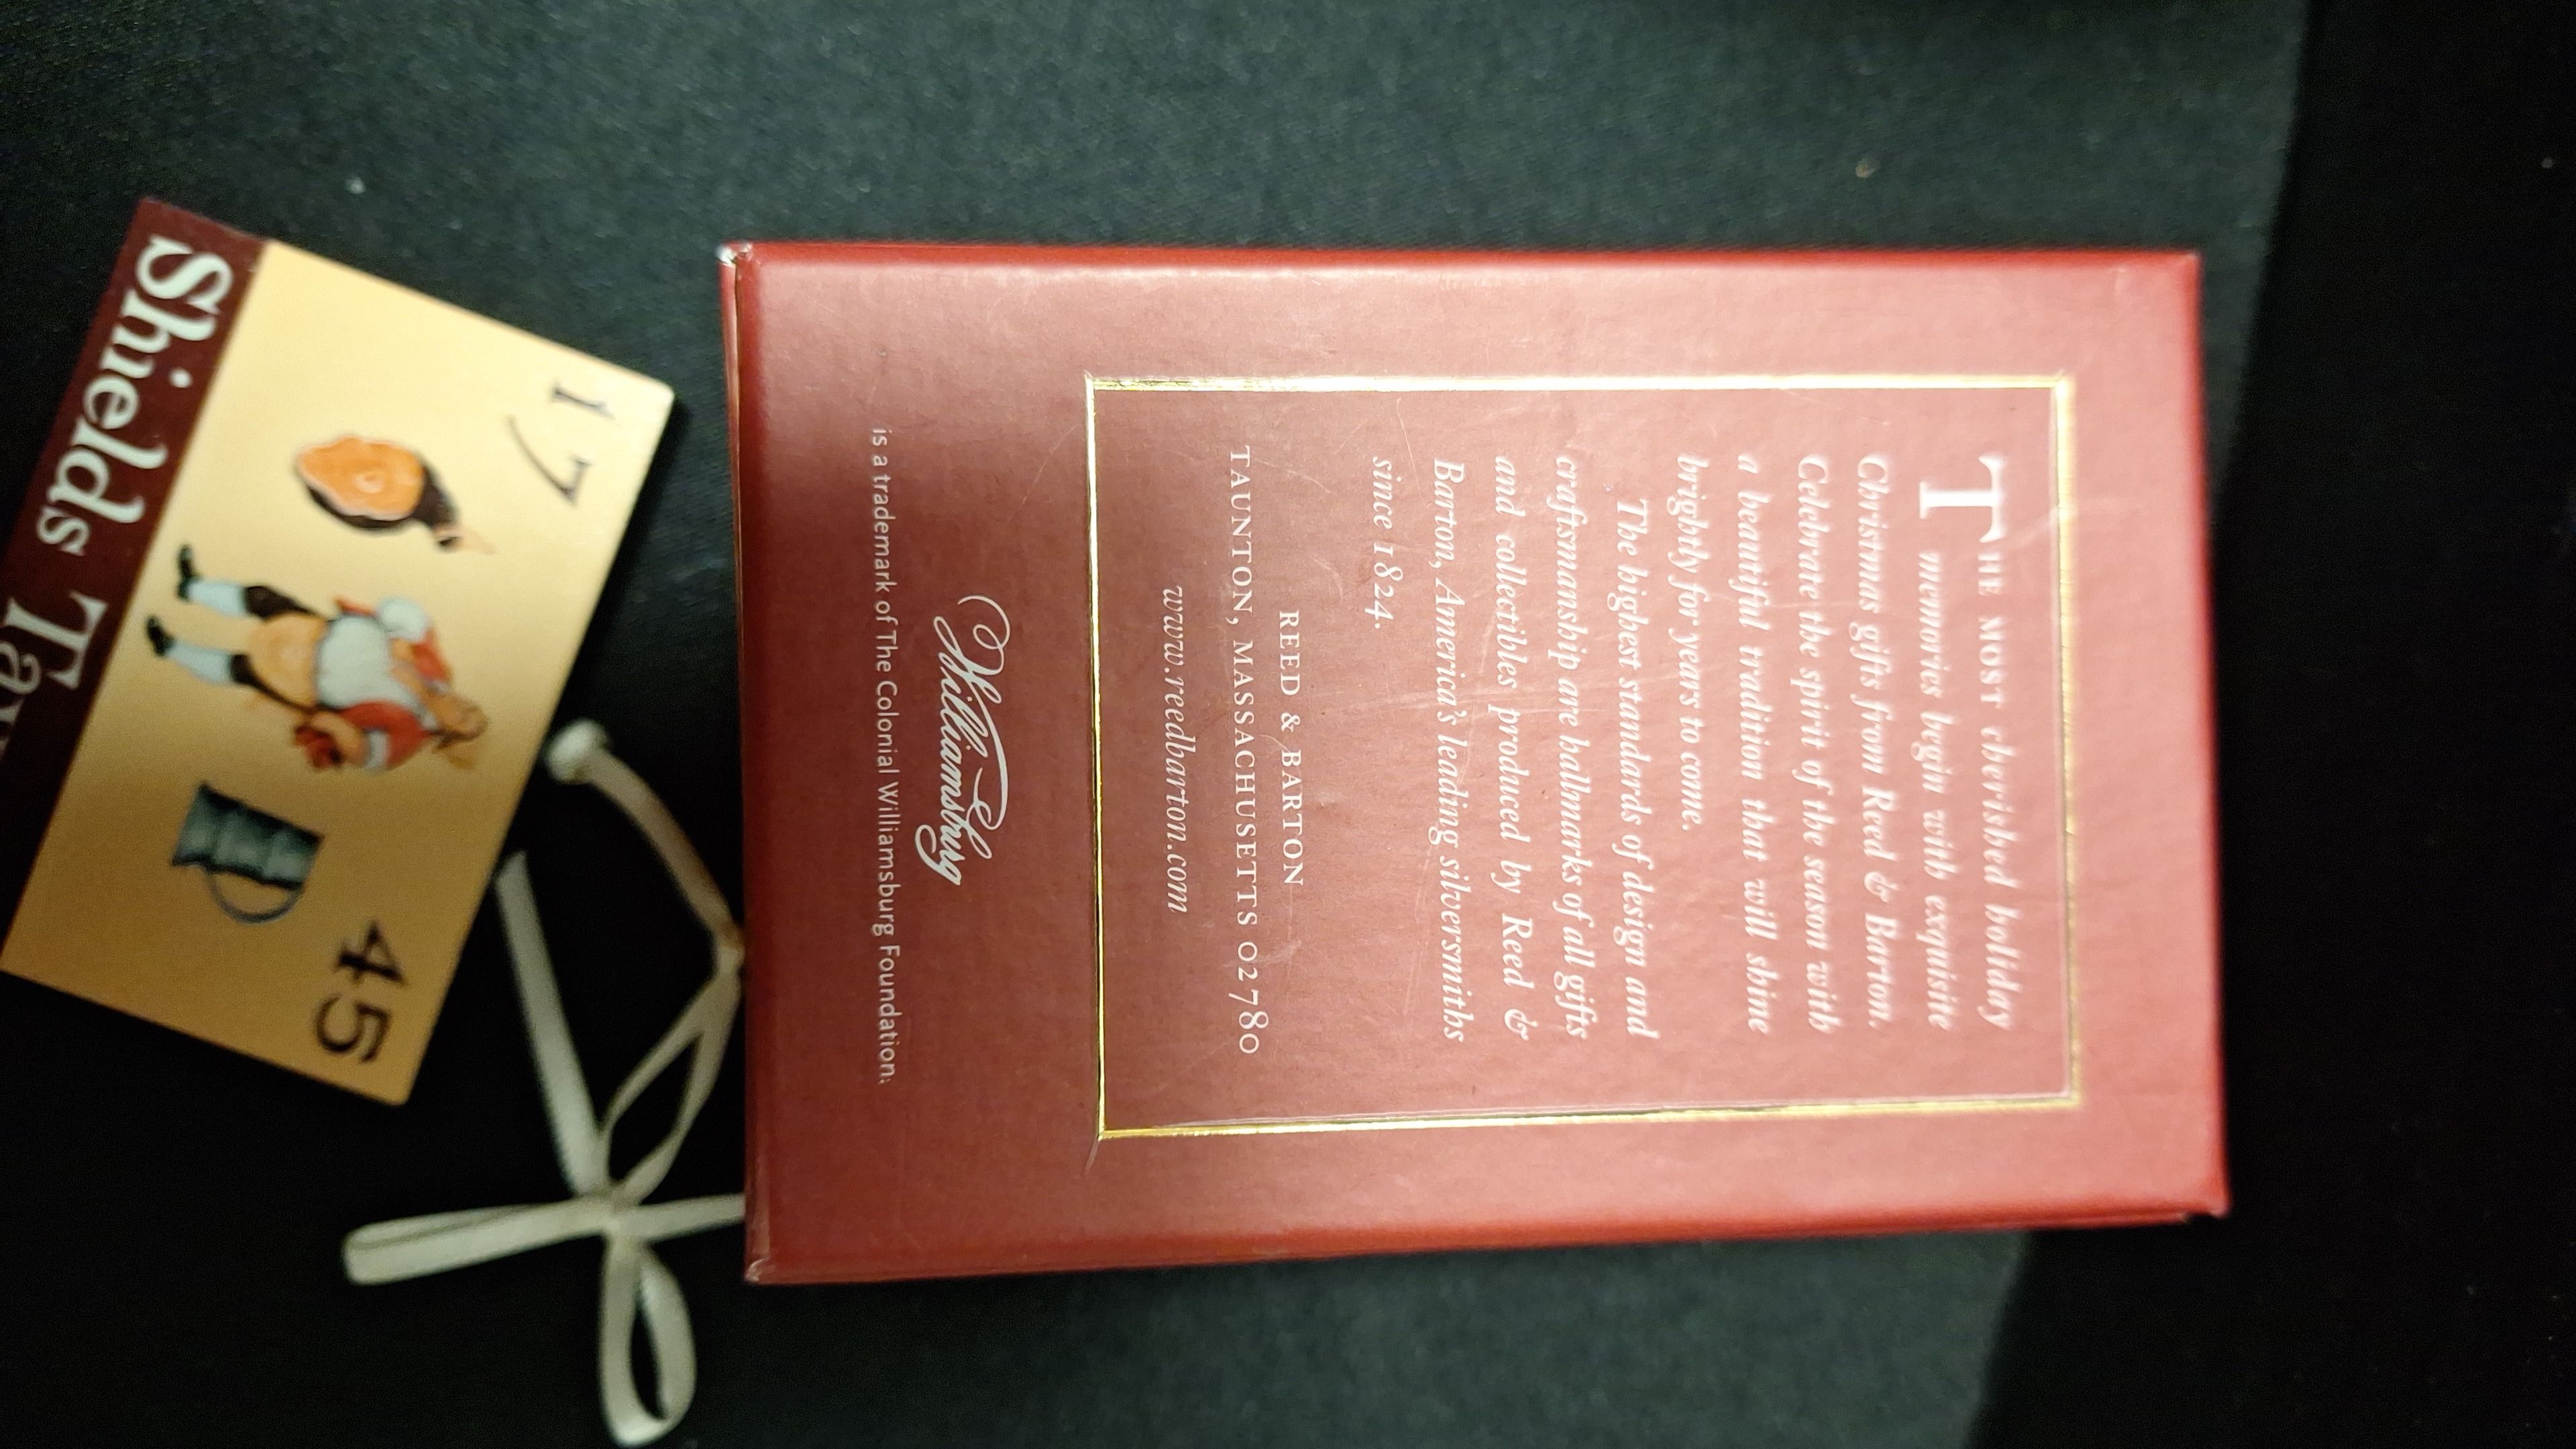 THE MOST cherished holiday
memories begin with exquisite
Christmas gifts from Reed & Barton.
Celebrate the spirit of the season with
a beautiful tradition that will shine
brightly for years to come.
The highest standards of design and
craftsmanship are hallmarks of all gifts
and collectibles produced by Reed &
Barton, America's leading silversmiths
since 1824.
REED & BARTON
TAUNTON, MASSACHUSETTS 02780
www.reedbarton.com
Williamsburg
is a trademark of The Colonial Williamsburg Foundation.
17 45
Shields